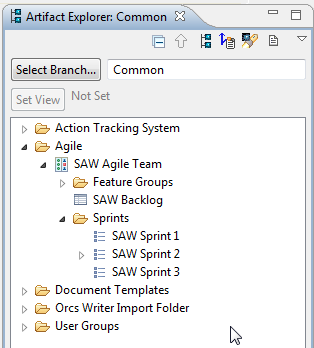 Artifact Explorer: Common
Select Branch... Common
Set View Not Set
Action Tracking System
Agile
SAW Agile Team
Feature Groups
SAW Backlog
Sprints
SAW Sprint 1
SAW Sprint 2
SAW Sprint 3
Document Templates
Orcs Writer Import Folder
User Groups